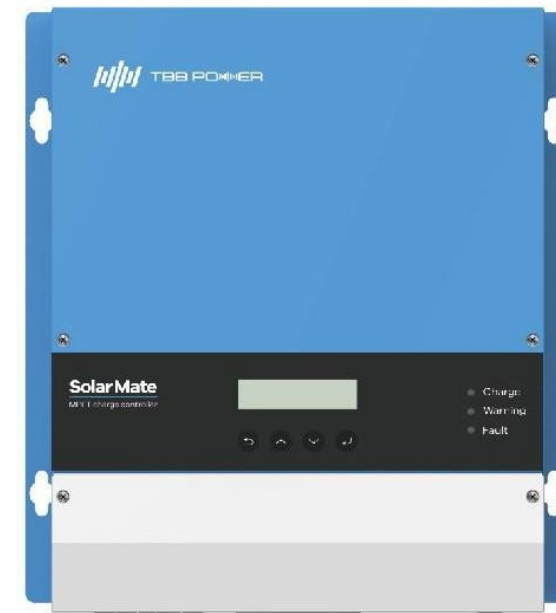 TBB POWER
SolarMate
MPPT charge controller
Charge
Warning
Fault